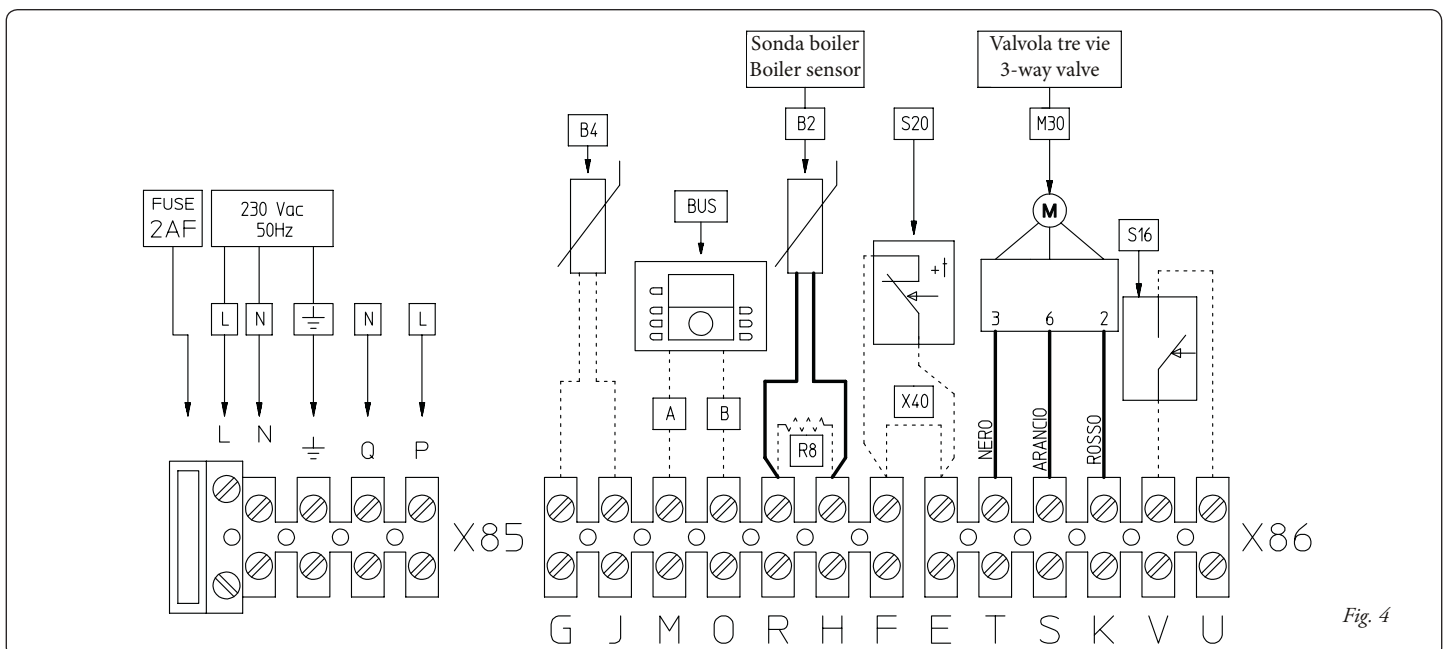 Sonda boiler
Boiler sensor
Valvola tre vie
3-way valve
B4
B2
S20
M30
FUSE
2AF
230 Vac
50Hz
BUS
M
S16
+t
L
N
N
L
3
6
2
A
B
X40
R8
NERO
ARANCIO
ROSSO
L
N
Q
P
X85
X86
G
J
M
O
R
H
F
E
T
S
K
V
U
Fig. 4